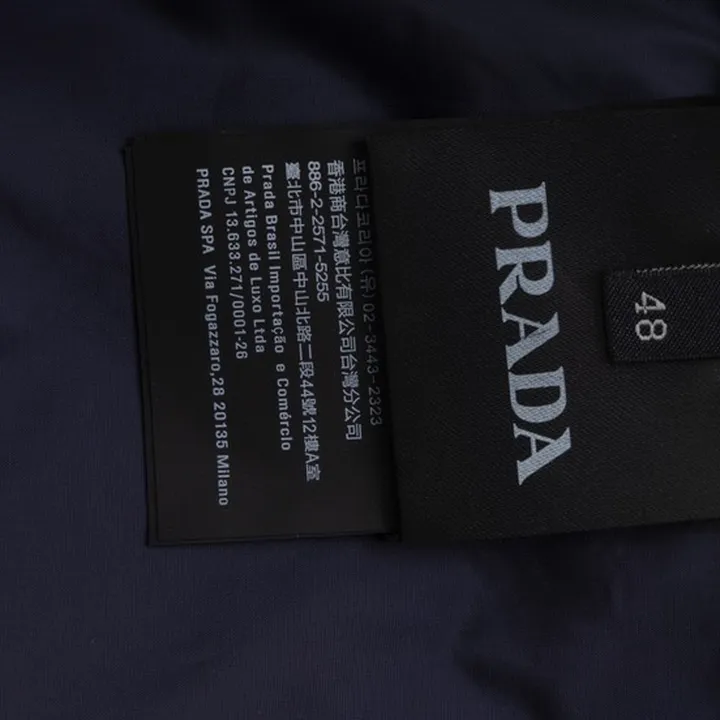 PRADA
48
프라다코리아(유) 02-3443-2323
香港商台灣意比有限公司台灣分公司
886-2-2571-5255
臺北市中山區中山北路二段44號12樓A室
Prada Brasil Importação e Comércio
de Artigos de Luxo Ltda
CNPJ 13.633.271/0001-26
PRADA SPA Via Fogazzaro,28 20135 Milano